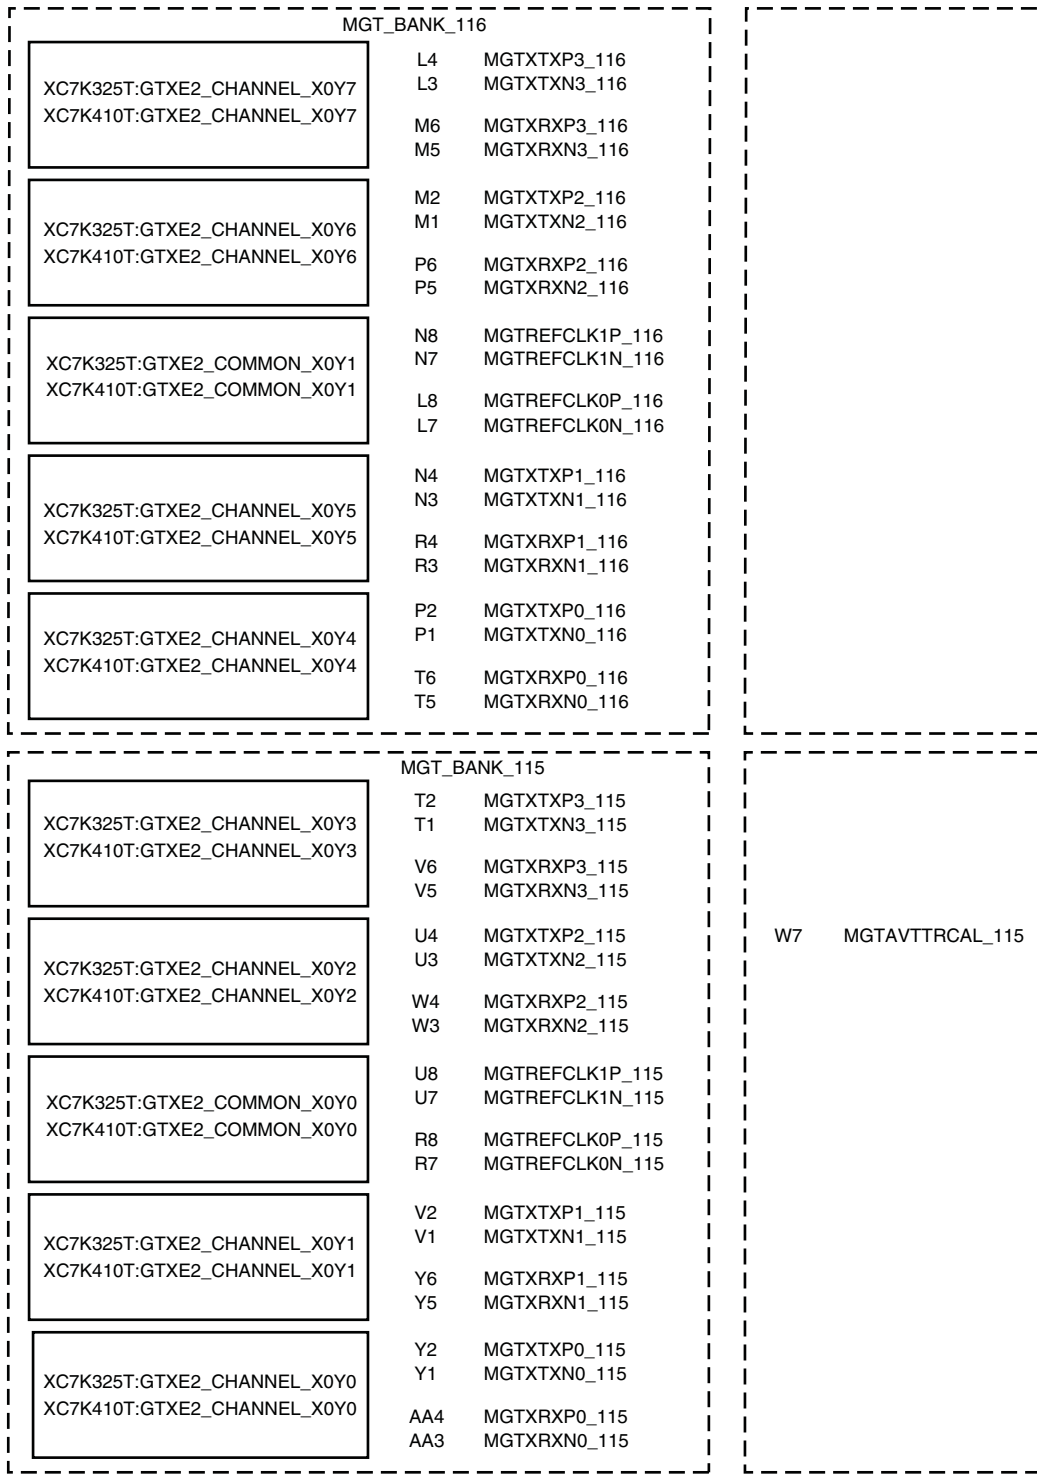 MGT_BANK_116
XC7K325T:GTXE2_CHANNEL_X0Y7
XC7K410T:GTXE2_CHANNEL_X0Y7
L4 MGTXTXP3_116
L3 MGTXTXN3_116
M6 MGTXRXP3_116
M5 MGTXRXN3_116
XC7K325T:GTXE2_CHANNEL_X0Y6
XC7K410T:GTXE2_CHANNEL_X0Y6
M2 MGTXTXP2_116
M1 MGTXTXN2_116
P6 MGTXRXP2_116
P5 MGTXRXN2_116
XC7K325T:GTXE2_COMMON_X0Y1
XC7K410T:GTXE2_COMMON_X0Y1
N8 MGTREFCLK1P_116
N7 MGTREFCLK1N_116
L8 MGTREFCLK0P_116
L7 MGTREFCLK0N_116
XC7K325T:GTXE2_CHANNEL_X0Y5
XC7K410T:GTXE2_CHANNEL_X0Y5
N4 MGTXTXP1_116
N3 MGTXTXN1_116
R4 MGTXRXP1_116
R3 MGTXRXN1_116
XC7K325T:GTXE2_CHANNEL_X0Y4
XC7K410T:GTXE2_CHANNEL_X0Y4
P2 MGTXTXP0_116
P1 MGTXTXN0_116
T6 MGTXRXP0_116
T5 MGTXRXN0_116
MGT_BANK_115
XC7K325T:GTXE2_CHANNEL_X0Y3
XC7K410T:GTXE2_CHANNEL_X0Y3
T2 MGTXTXP3_115
T1 MGTXTXN3_115
V6 MGTXRXP3_115
V5 MGTXRXN3_115
XC7K325T:GTXE2_CHANNEL_X0Y2
XC7K410T:GTXE2_CHANNEL_X0Y2
U4 MGTXTXP2_115
U3 MGTXTXN2_115
W4 MGTXRXP2_115
W3 MGTXRXN2_115
XC7K325T:GTXE2_COMMON_X0Y0
XC7K410T:GTXE2_COMMON_X0Y0
U8 MGTREFCLK1P_115
U7 MGTREFCLK1N_115
R8 MGTREFCLK0P_115
R7 MGTREFCLK0N_115
XC7K325T:GTXE2_CHANNEL_X0Y1
XC7K410T:GTXE2_CHANNEL_X0Y1
V2 MGTXTXP1_115
V1 MGTXTXN1_115
Y6 MGTXRXP1_115
Y5 MGTXRXN1_115
XC7K325T:GTXE2_CHANNEL_X0Y0
XC7K410T:GTXE2_CHANNEL_X0Y0
Y2 MGTXTXP0_115
Y1 MGTXTXN0_115
AA4 MGTXRXP0_115
AA3 MGTXRXN0_115
W7 MGTAVTTRCAL_115